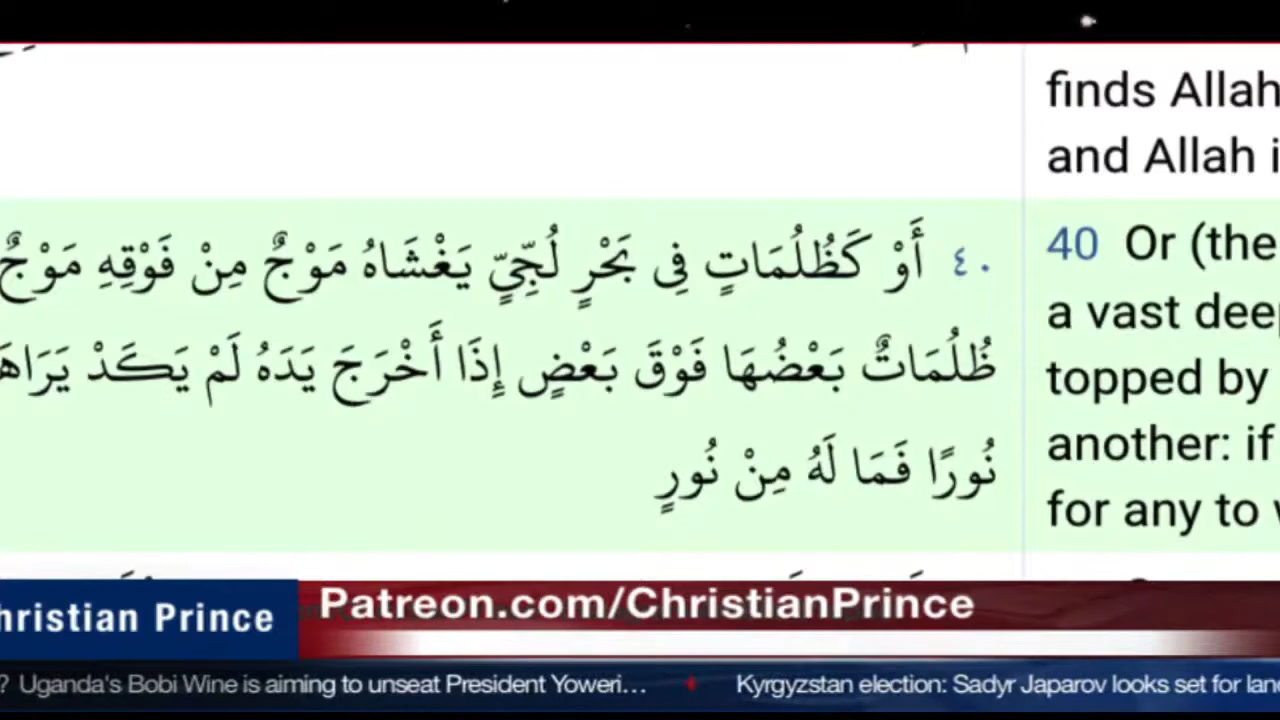 finds Allah
and Allah i
٤٠ أَوْ كَظُلُمَاتٍ فِى بَحْرٍ لُجِّيٍّ يَغْشَاهُ مَوْجٌ مِنْ فَوْقِهِ مَوْجٌ
ظُلُمَاتٌ بَعْضُهَا فَوْقَ بَعْضٍ إِذَا أَخْرَجَ يَدَهُ لَمْ يَكَدْ يَرَاهَ
نُورًا فَمَا لَهُ مِنْ نُورٍ
40 Or (the
a vast deep
topped by
another: if
for any to
hristian Prince
Patreon.com/ChristianPrince
? Uganda's Bobi Wine is aiming to unseat President Yoweri... Kyrgyzstan election: Sadyr Japarov looks set for land